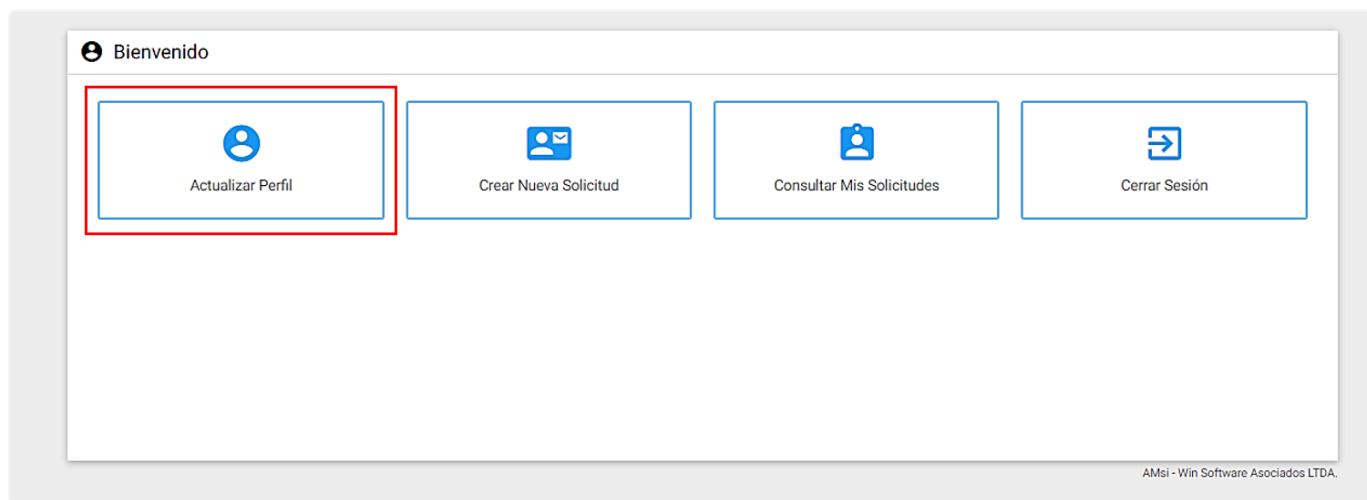 Bienvenido
Actualizar Perfil
Crear Nueva Solicitud
Consultar Mis Solicitudes
Cerrar Sesión
AMsi - Win Software Asociados LTDA.